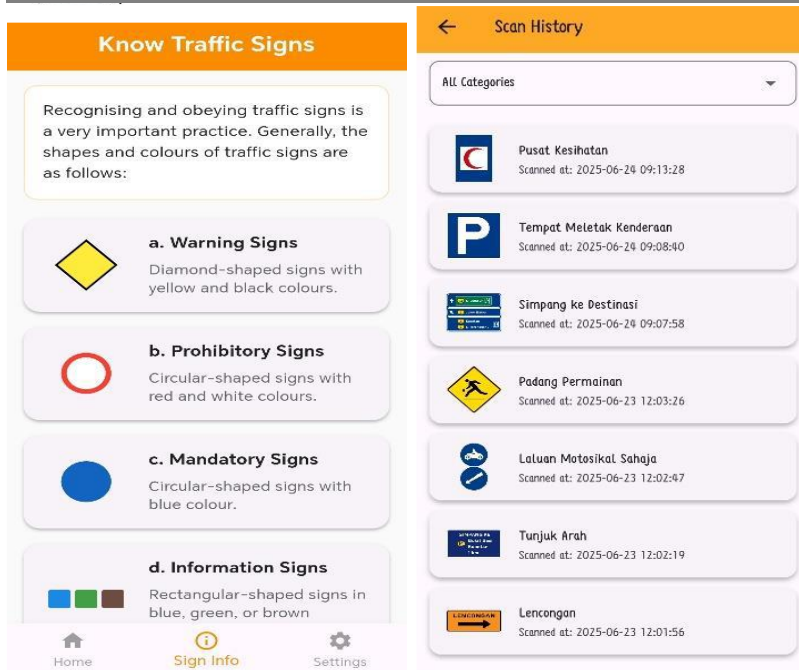 Know Traffic Signs
Recognising and obeying traffic signs is
a very important practice. Generally, the
shapes and colours of traffic signs are
as follows:
a. Warning Signs
Diamond-shaped signs with
yellow and black colours.
b. Prohibitory Signs
Circular-shaped signs with
red and white colours.
c. Mandatory Signs
Circular-shaped signs with
blue colour.
d. Information Signs
Rectangular-shaped signs in
blue, green, or brown
Home
Sign Info
Settings
Scan History
All Categories
Pusat Kesihatan
Scanned at: 2025-06-24 09:13:28
P
Tempat Meletak Kenderaan
Scanned at: 2025-06-24 09:08:40
Simpang ke Destinasi
Scanned at: 2025-06-24 09:07:58
Padang Permainan
Scanned at: 2025-06-23 12:03:26
Laluan Motosikal Sahaja
Scanned at: 2025-06-23 12:02:47
Tunjuk Arah
Scanned at: 2025-06-23 12:02:19
LENCONGAN
Lencongan
Scanned at: 2025-06-23 12:01:56